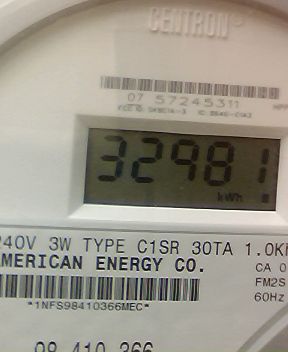 CENTRON
07 57245311
32981
kWh
240V 3W TYPE C1SR 30TA 1.0K
AMERICAN ENERGY CO.
CA 0
FM2S
60Hz
*1NFS98410366MEC*
98 410 366